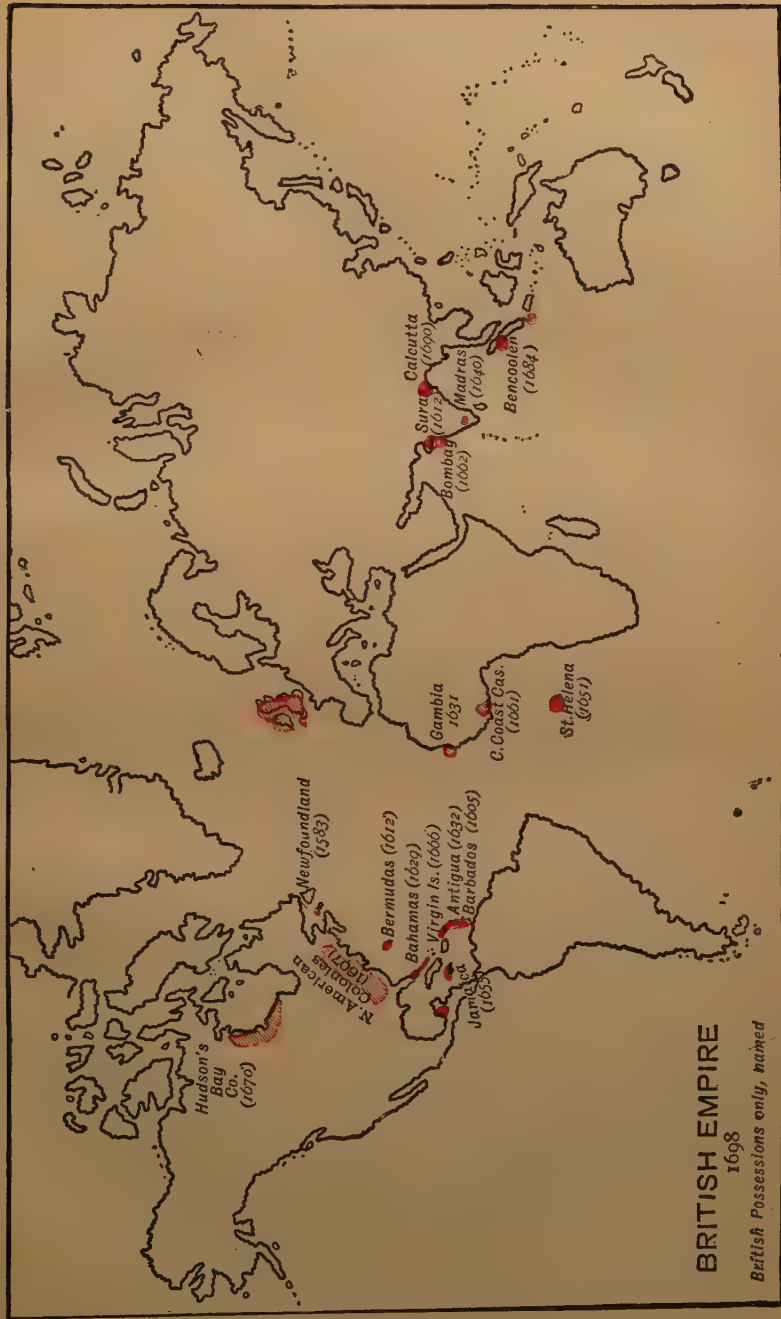 Hudson's
Bay
Co.
(1670)
Newfoundland
(1583)
N. American
Colonies
(1607)
Bermudas (1612)
Bahamas (1629)
Virgin Is. (1666)
Antigua (1632)
Barbados (1605)
Jamaica
(1655)
Gambia
1631
C. Coast Cas.
(1661)
St. Helena
(1651)
Surat
(1612)
Bombay
(1662)
Calcutta
(1690)
Madras
(1640)
Bencoolen
(1684)
BRITISH EMPIRE
1698
British Possessions only, named